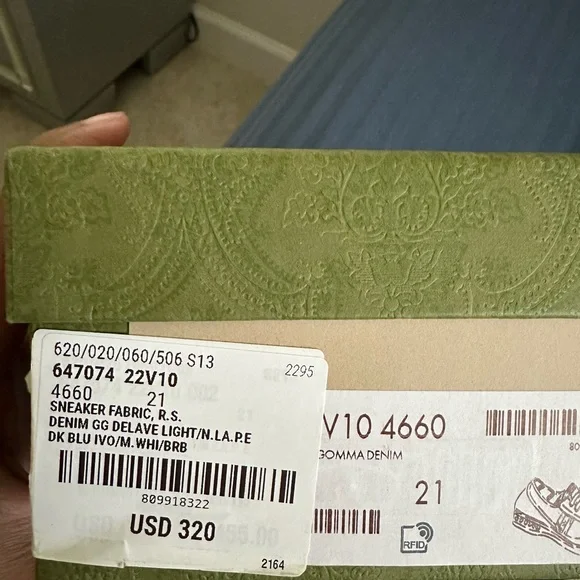 620/020/060/506 S13
2295
647074 22V10
4660 21
SNEAKER FABRIC, R.S.
DENIM GG DELAVE LIGHT/N.LA.P.E
DK BLU IVO/M.WHI/BRB
809918322
USD 320
2164
V10 4660
GOMMA DENIM
21
RFID